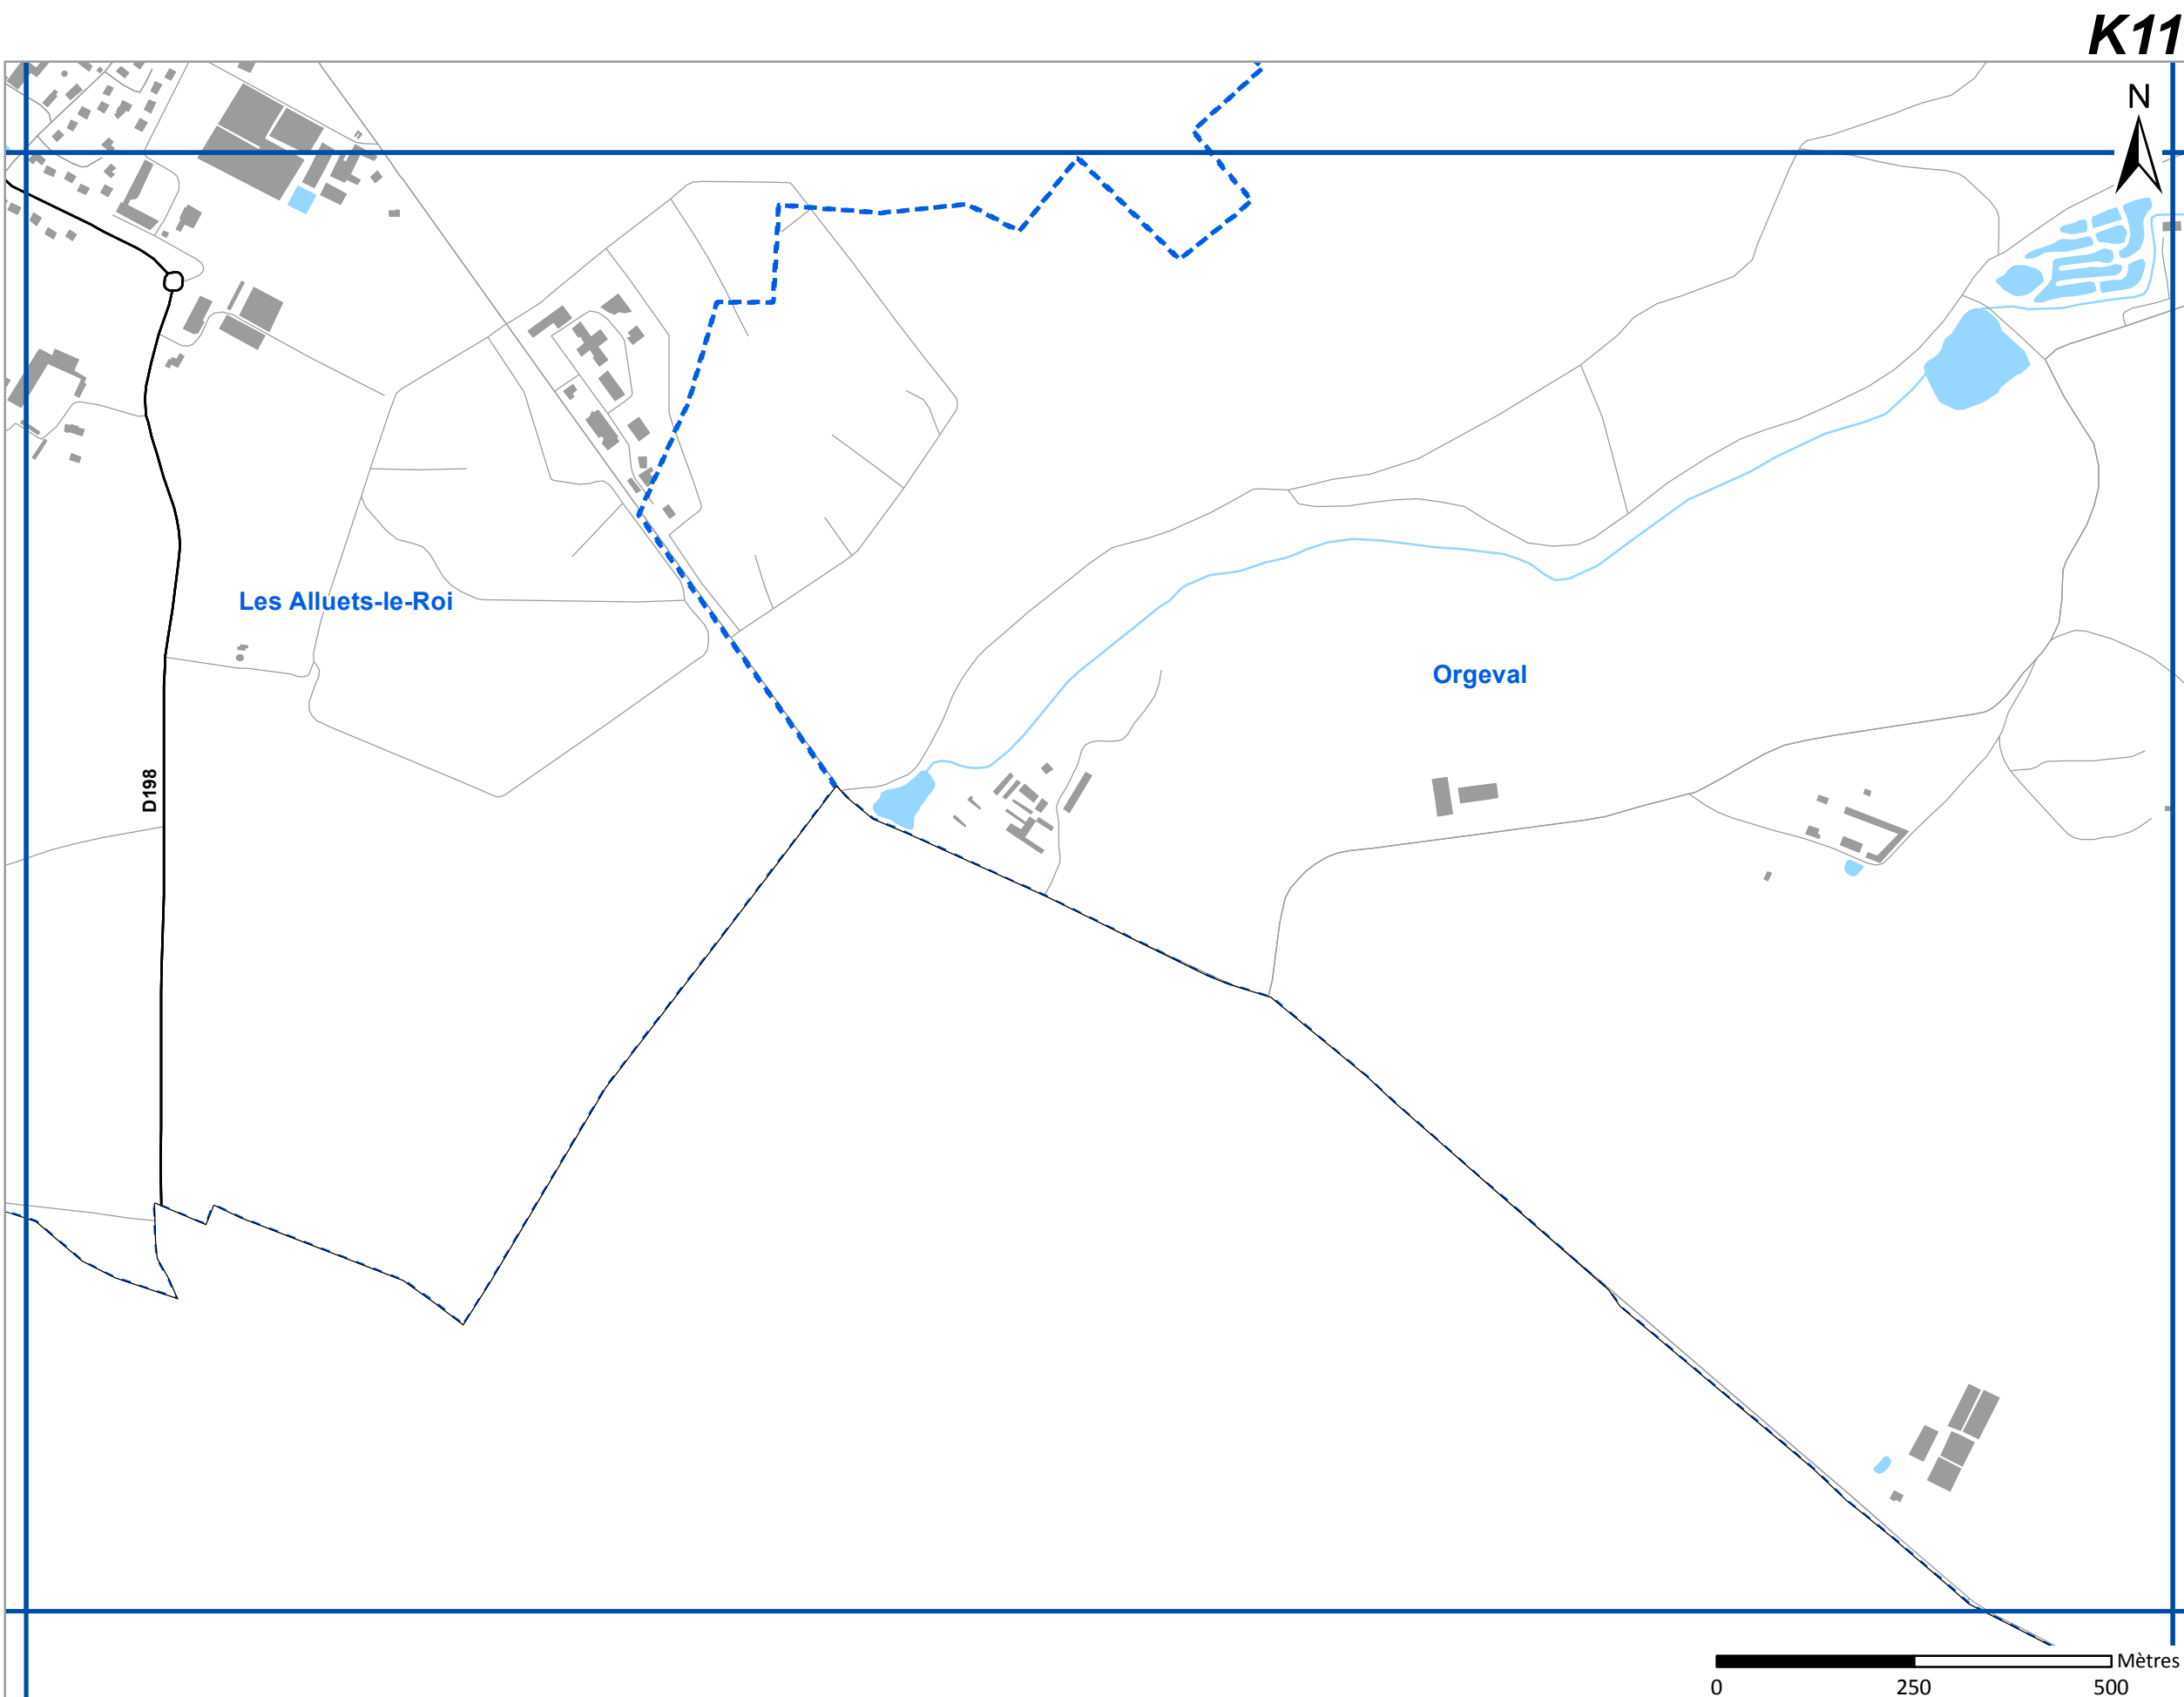 K11
N
Les Alluets-le-Roi
Orgeval
D198
Mètres
0 250 500